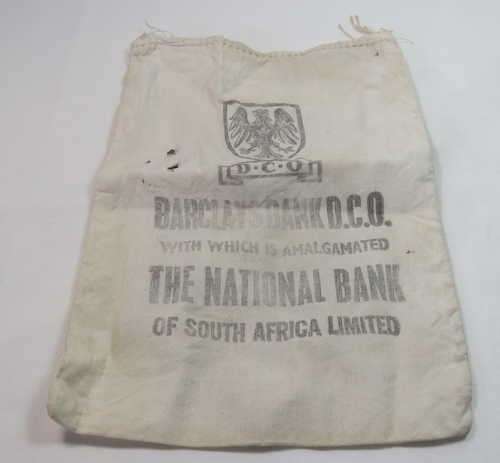 D.C.O
BARCLAYS BANK D.C.O.
WITH WHICH IS AMALGAMATED
THE NATIONAL BANK
OF SOUTH AFRICA LIMITED